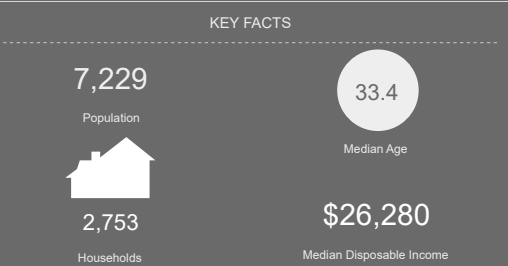 KEY FACTS
7,229
Population
33.4
Median Age
2,753
Households
$26,280
Median Disposable Income